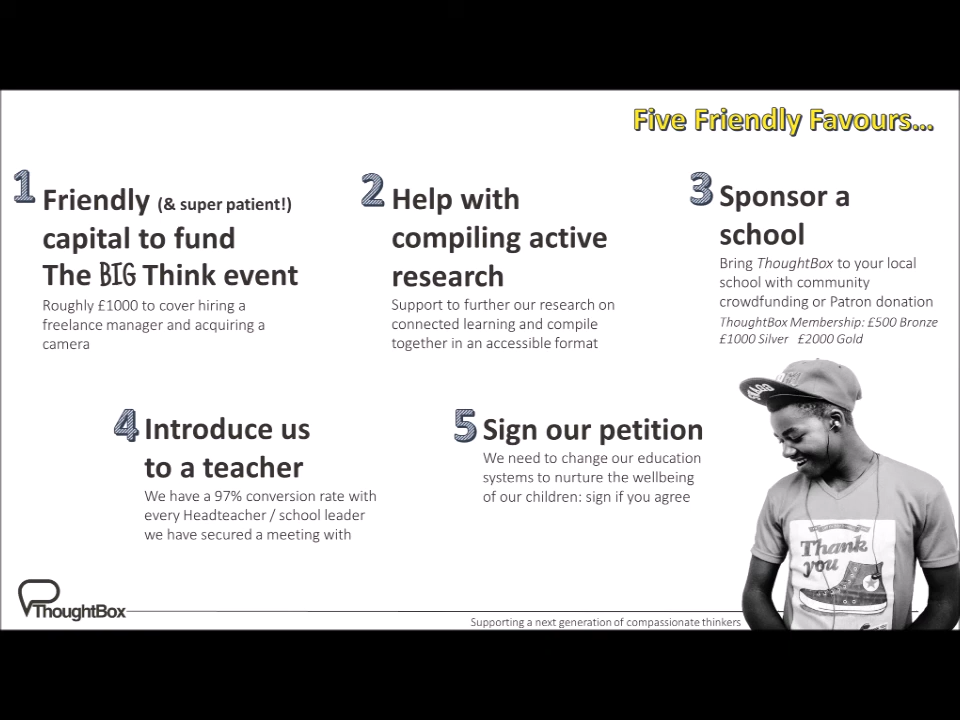 Five Friendly Favours...
1
Friendly (& super patient!)
capital to fund
The BIG Think event
Roughly £1000 to cover hiring a
freelance manager and acquiring a
camera
2
Help with
compiling active
research
Support to further our research on
connected learning and compile
together in an accessible format
3
Sponsor a
school
Bring ThoughtBox to your local
school with community
crowdfunding or Patron donation
ThoughtBox Membership: £500 Bronze
£1000 Silver £2000 Gold
4
Introduce us
to a teacher
We have a 97% conversion rate with
every Headteacher / school leader
we have secured a meeting with
5
Sign our petition
We need to change our education
systems to nurture the wellbeing
of our children: sign if you agree
Thank
you
ThoughtBox
Supporting a next generation of compassionate thinkers